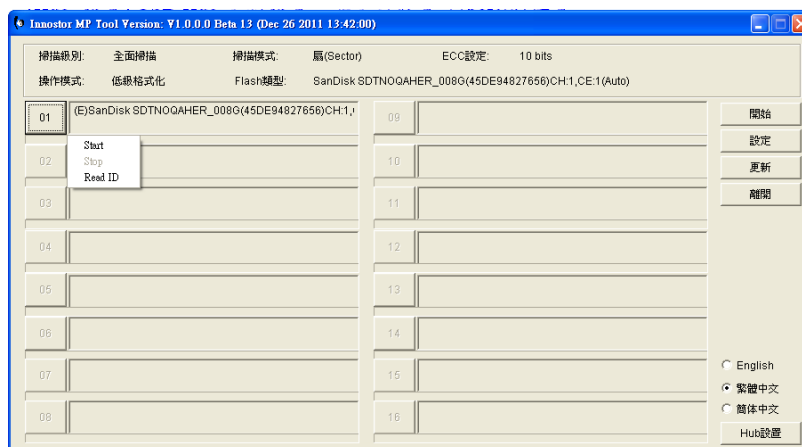 Innostor MP Tool Version: V1.0.0.0 Beta 13 (Dec 26 2011 13:42:00)
掃描級別: 全面掃描 掃描模式: 扇(Sector) ECC設定: 10 bits
操作模式: 低級格式化 Flash類型: SanDisk SDTNOQAHER_008G(45DE94827656)CH:1,CE:1(Auto)
01 (E)SanDisk SDTNOQAHER_008G(45DE94827656)CH:1, 09 開始
Start
Stop
Read ID
設定
02 10 更新
03 11 離開
04 12
05 13
06 14
07 15
08 16
English
繁體中文
簡体中文
Hub設置